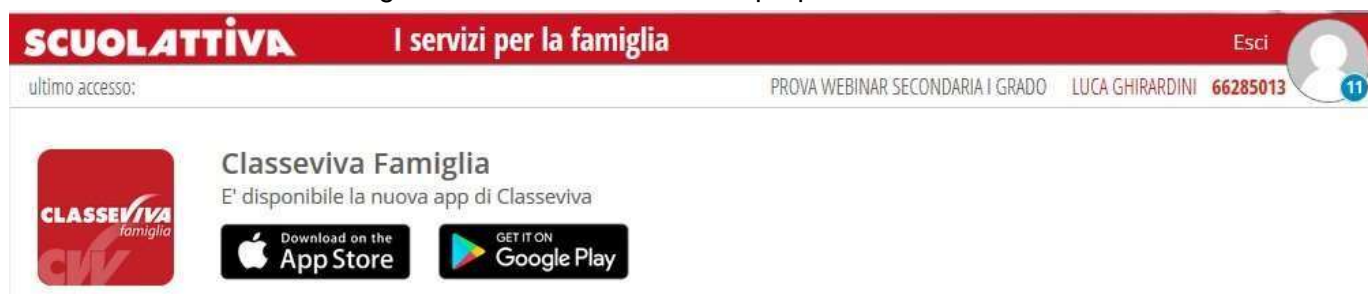 SCUOLATTIVA I servizi per la famiglia Esci
ultimo accesso: PROVA WEBINAR SECONDARIA I GRADO LUCA GHIRARDINI 66285013 11
Classeviva Famiglia
E' disponibile la nuova app di Classeviva
CLASSEVIVA
famiglia
Download on the
App Store
GET IT ON
Google Play